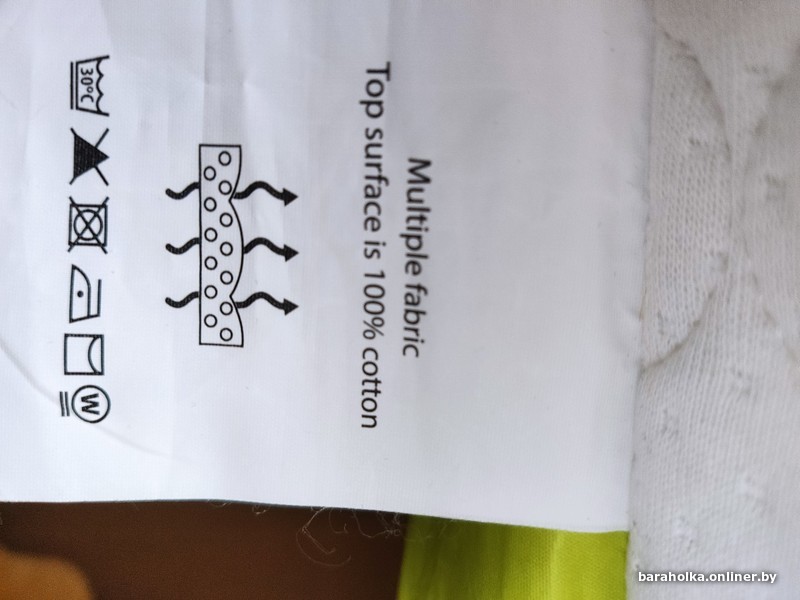 Multiple fabric
Top surface is 100% cotton
30°C
W
baraholka.onliner.by